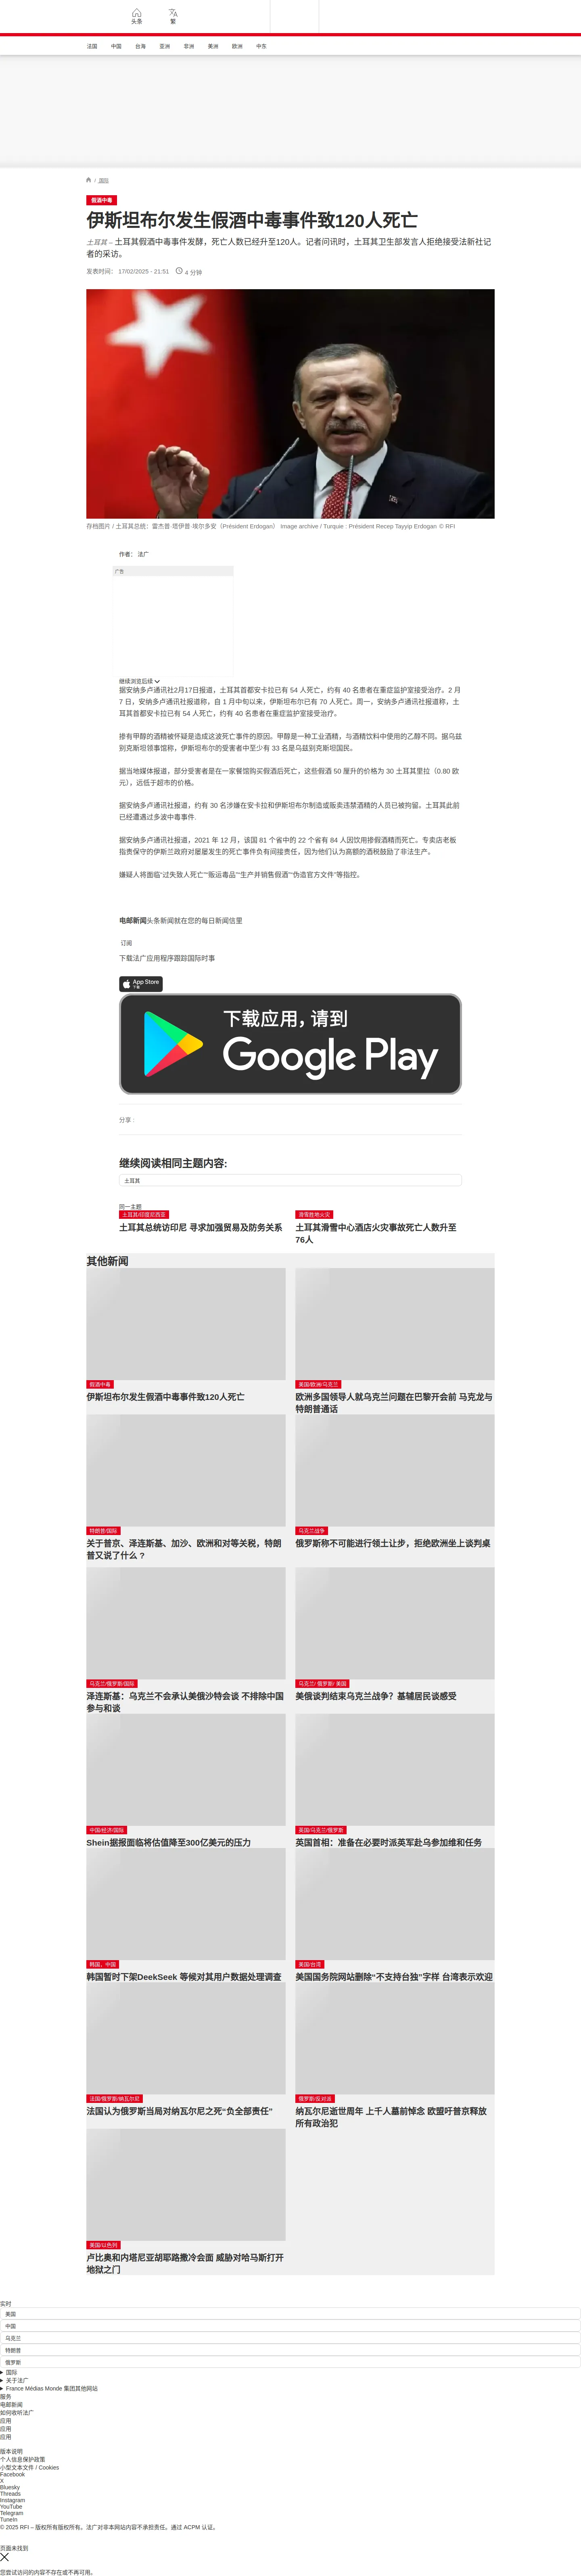 头条
繁
法国
中国
台海
亚洲
非洲
美洲
欧洲
中东
/ 国际
假酒中毒
伊斯坦布尔发生假酒中毒事件致120人死亡
土耳其 – 土耳其假酒中毒事件发酵，死亡人数已经升至120人。记者问讯时，土耳其卫生部发言人拒绝接受法新社记
者的采访。
发表时间： 17/02/2025 - 21:51
4 分钟
存档图片 / 土耳其总统：雷杰普·塔伊普·埃尔多安（Président Erdogan） Image archive / Turquie : Président Recep Tayyip Erdogan © RFI
作者： 法广
广告
继续浏览后续
据安纳多卢通讯社2月17日报道，土耳其首都安卡拉已有 54 人死亡，约有 40 名患者在重症监护室接受治疗。2 月
7 日，安纳多卢通讯社报道称，自 1 月中旬以来，伊斯坦布尔已有 70 人死亡。周一，安纳多卢通讯社报道称，土
耳其首都安卡拉已有 54 人死亡，约有 40 名患者在重症监护室接受治疗。
掺有甲醇的酒精被怀疑是造成这波死亡事件的原因。甲醇是一种工业酒精，与酒精饮料中使用的乙醇不同。据乌兹
别克斯坦领事馆称，伊斯坦布尔的受害者中至少有 33 名是乌兹别克斯坦国民。
据当地媒体报道，部分受害者是在一家餐馆购买假酒后死亡，这些假酒 50 厘升的价格为 30 土耳其里拉（0.80 欧
元），远低于超市的价格。
据安纳多卢通讯社报道，约有 30 名涉嫌在安卡拉和伊斯坦布尔制造或贩卖违禁酒精的人员已被拘留。土耳其此前
已经遭遇过多波中毒事件.
据安纳多卢通讯社报道，2021 年 12 月，该国 81 个省中的 22 个省有 84 人因饮用掺假酒精而死亡。专卖店老板
指责保守的伊斯兰政府对屡屡发生的死亡事件负有间接责任，因为他们认为高额的酒税鼓励了非法生产。
嫌疑人将面临“过失致人死亡”“贩运毒品”“生产并销售假酒”“伪造官方文件”等指控。
电邮新闻头条新闻就在您的每日新闻信里
订阅
下载法广应用程序跟踪国际时事
App Store
下载
下载应用，请到
Google Play
分享 :
继续阅读相同主题内容:
土耳其
同一主题
土耳其/印度尼西亚
土耳其总统访印尼 寻求加强贸易及防务关系
滑雪胜地火灾
土耳其滑雪中心酒店火灾事故死亡人数升至
76人
其他新闻
假酒中毒
伊斯坦布尔发生假酒中毒事件致120人死亡
美国/欧洲/乌克兰
欧洲多国领导人就乌克兰问题在巴黎开会前 马克龙与
特朗普通话
特朗普/国际
关于普京、泽连斯基、加沙、欧洲和对等关税，特朗
普又说了什么 ?
乌克兰战争
俄罗斯称不可能进行领土让步，拒绝欧洲坐上谈判桌
乌克兰/俄罗斯/国际
泽连斯基：乌克兰不会承认美俄沙特会谈 不排除中国
参与和谈
乌克兰/ 俄罗斯/ 美国
美俄谈判结束乌克兰战争？基辅居民谈感受
中国/经济/国际
Shein据报面临将估值降至300亿美元的压力
英国/乌克兰/俄罗斯
英国首相：准备在必要时派英军赴乌参加维和任务
韩国，中国
韩国暂时下架DeekSeek 等候对其用户数据处理调查
美国/台湾
美国国务院网站删除“不支持台独”字样 台湾表示欢迎
法国/俄罗斯/纳瓦尔尼
法国认为俄罗斯当局对纳瓦尔尼之死“负全部责任”
俄罗斯/反对派
纳瓦尔尼逝世周年 上千人墓前悼念 欧盟吁普京释放
所有政治犯
美国/以色列
卢比奥和内塔尼亚胡耶路撒冷会面 威胁对哈马斯打开
地狱之门
实时
美国
中国
乌克兰
特朗普
俄罗斯
国际
关于法广
France Médias Monde 集团其他网站
服务
电邮新闻
如何收听法广
应用
应用
应用
版本说明
个人信息保护政策
小型文本文件 / Cookies
Facebook
X
Bluesky
Threads
Instagram
YouTube
Telegram
TuneIn
© 2025 RFI – 版权所有版权所有。法广对非本网站内容不承担责任。通过 ACPM 认证。
页面未找到
您尝试访问的内容不存在或不再可用。